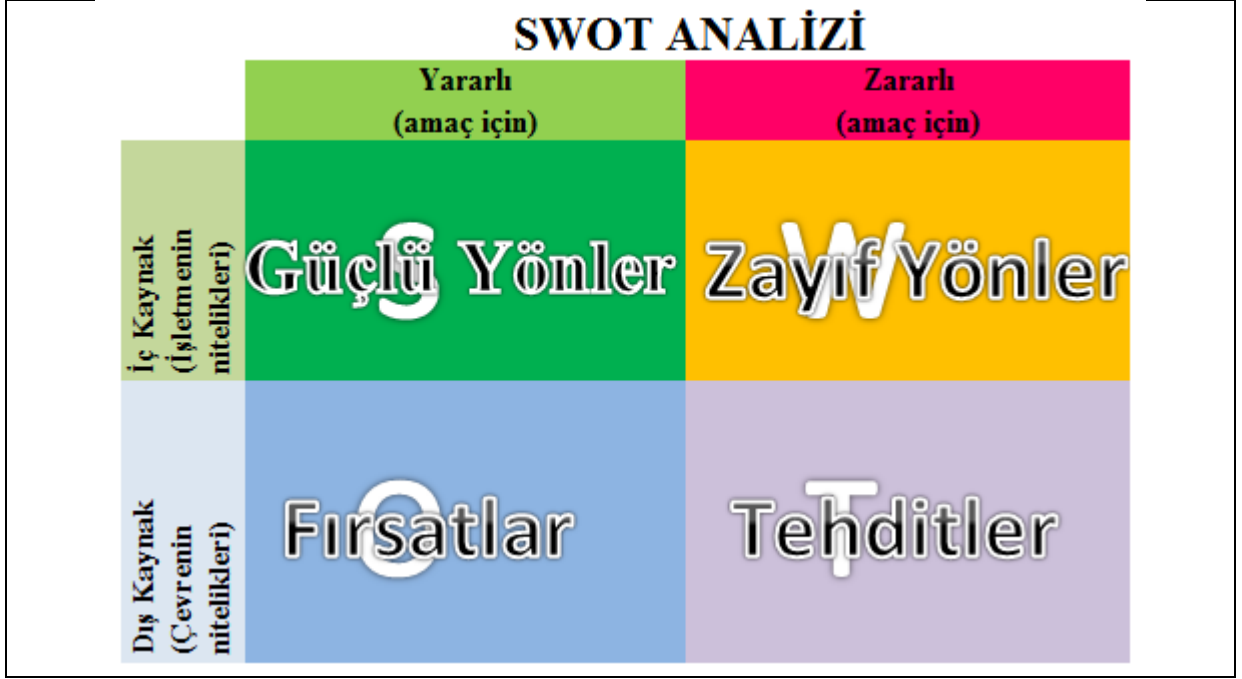 SWOT ANALİZİ
Yararlı
(amaç için)
Zararlı
(amaç için)
İç Kaynak
(İşletmenin
nitelikleri)
S
Güçlü Yönler
W
Zayıf Yönler
Dış Kaynak
(Çevrenin
nitelikleri)
O
Fırsatlar
T
Tehditler